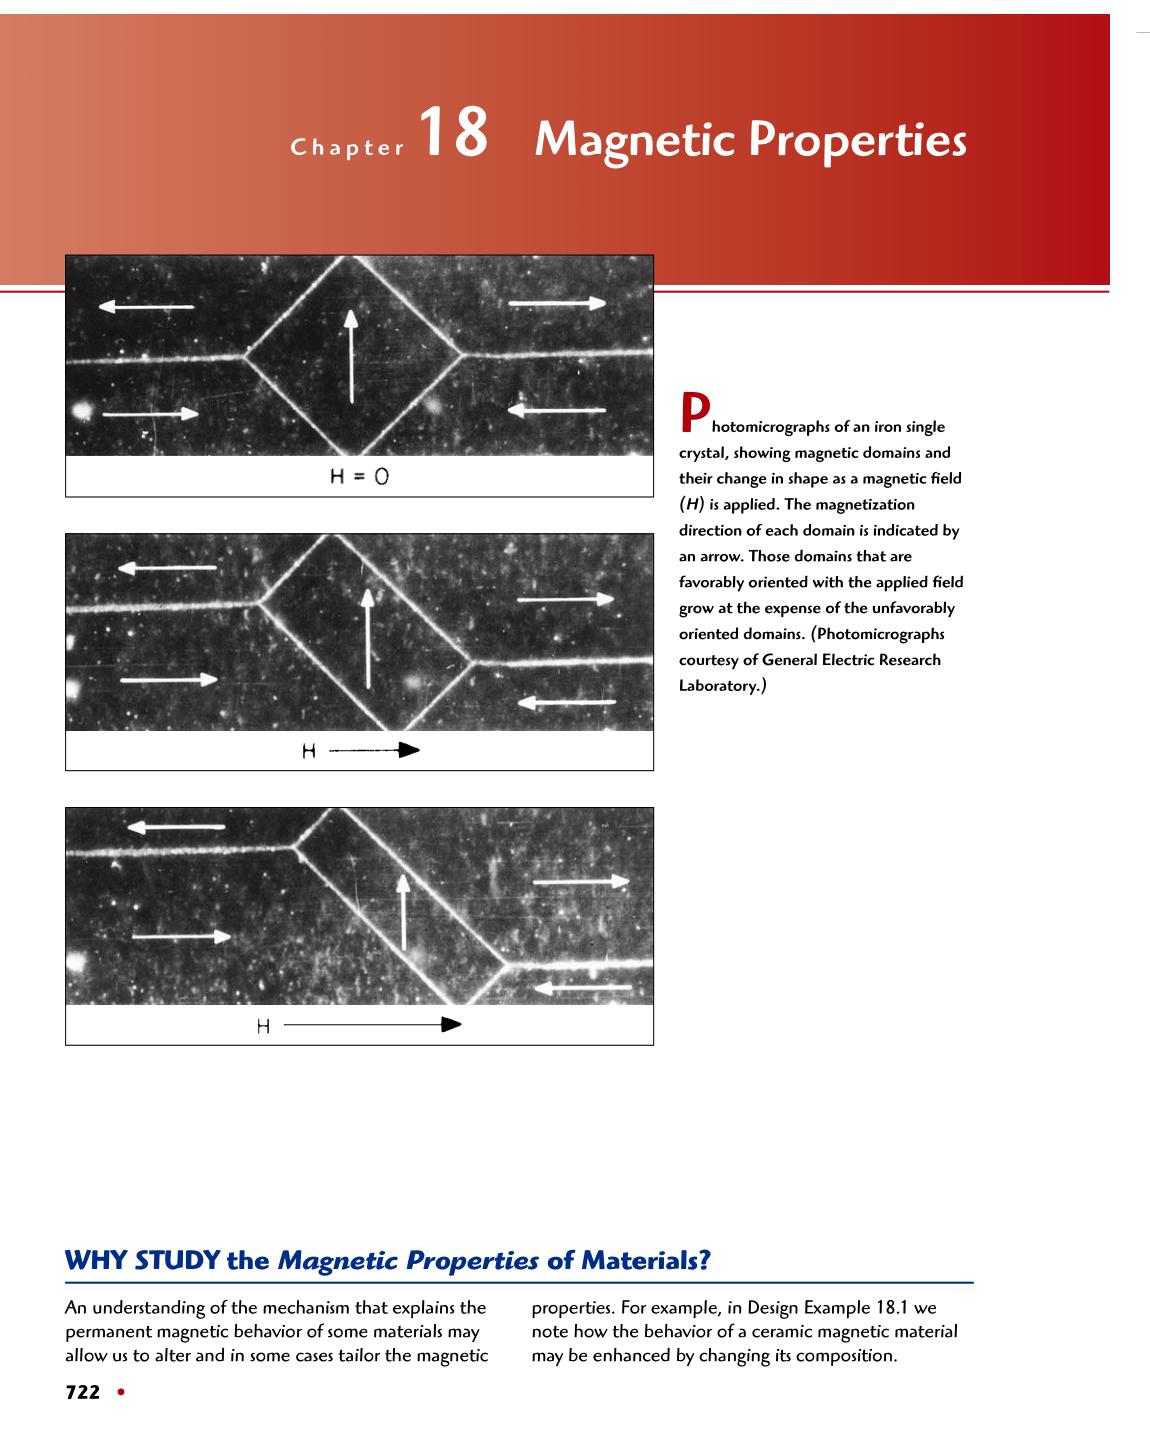 Chapter 18 Magnetic Properties
H = 0
H
H
Photomicrographs of an iron single
crystal, showing magnetic domains and
their change in shape as a magnetic field
(H) is applied. The magnetization
direction of each domain is indicated by
an arrow. Those domains that are
favorably oriented with the applied field
grow at the expense of the unfavorably
oriented domains. (Photomicrographs
courtesy of General Electric Research
Laboratory.)
WHY STUDY the Magnetic Properties of Materials?
An understanding of the mechanism that explains the
permanent magnetic behavior of some materials may
allow us to alter and in some cases tailor the magnetic
properties. For example, in Design Example 18.1 we
note how the behavior of a ceramic magnetic material
may be enhanced by changing its composition.
722 •